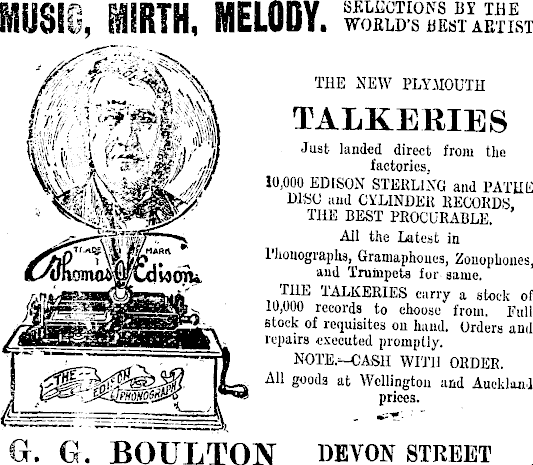 MUSIC, MIRTH, MELODY.
SELECTIONS BY THE
WORLD'S BEST ARTIST
THE NEW PLYMOUTH
TALKERIES
Just landed direct from the
factories,
10,000 EDISON STERLING and PATHE
DISC and CYLINDER RECORDS,
THE BEST PROCURABLE.
All the Latest in
Phonographs, Gramaphones, Zonophones,
and Trumpets for same.
THE TALKERIES carry a stock of
10,000 records to choose from. Full
stock of requisites on hand. Orders and
repairs executed promptly.
NOTE.—CASH WITH ORDER.
All goods at Wellington and Auckland
prices.
TRADE MARK
Thomas A Edison
THE EDISON PHONOGRAPH
G. G. BOULTON DEVON STREET